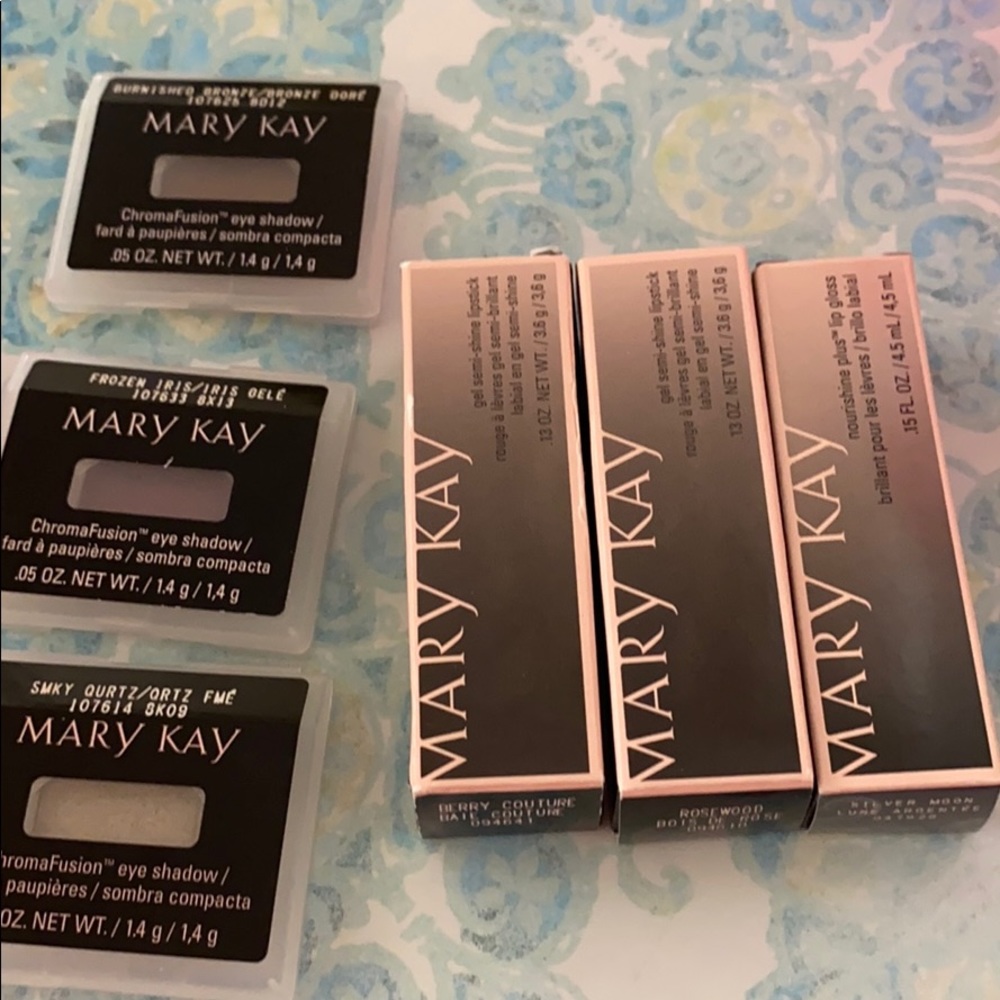 BURNISHED BRONZE/BRONZE DORÉ
107625 8D12
MARY KAY
ChromaFusion™ eye shadow /
fard à paupières / sombra compacta
.05 OZ. NET WT. / 1.4 g / 1,4 g
FROZEN IRIS/IRIS GELÉ
107633 8X13
MARY KAY
ChromaFusion™ eye shadow /
fard à paupières / sombra compacta
.05 OZ. NET WT. / 1.4 g / 1,4 g
SMKY QURTZ/QRTZ FMÉ
107614 8K09
MARY KAY
hromaFusion™ eye shadow /
paupières / sombra compacta
OZ. NET WT. / 1.4 g / 1,4 g
MARY KAY
gel semi-shine lipstick
rouge à lèvres gel semi-brillant
labial en gel semi-shine
.13 OZ. NET WT. / 3.6 g / 3,6 g
BERRY COUTURE
BAIE COUTURE
094641
MARY KAY
gel semi-shine lipstick
rouge à lèvres gel semi-brillant
labial en gel semi-shine
.13 OZ. NET WT. / 3.6 g / 3,6 g
ROSEWOOD
BOIS DE ROSE
MARY KAY
nourishine plus™ lip gloss
brillant pour les lèvres / brillo labial
.15 FL. OZ. / 4.5 mL / 4,5 mL
SILVER MOON
LUNE ARGENTÉE